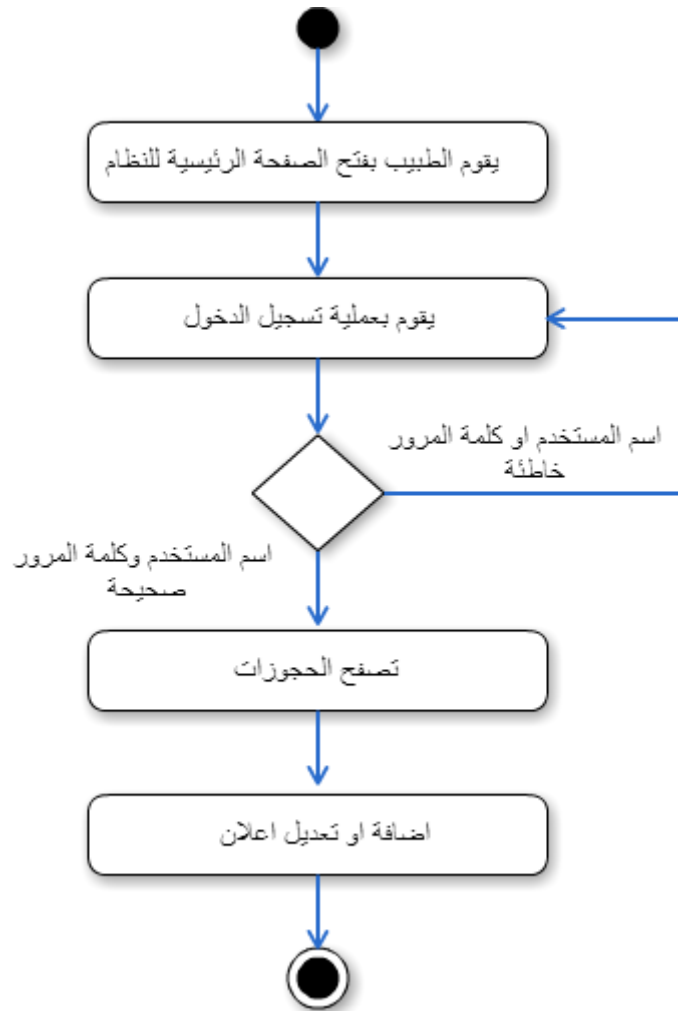 يقوم الطبيب بفتح الصفحة الرئيسية للنظام
يقوم بعملية تسجيل الدخول
اسم المستخدم او كلمة المرور
خاطئة
اسم المستخدم وكلمة المرور
صحيحة
تصفح الحجوزات
اضافة او تعديل اعلان